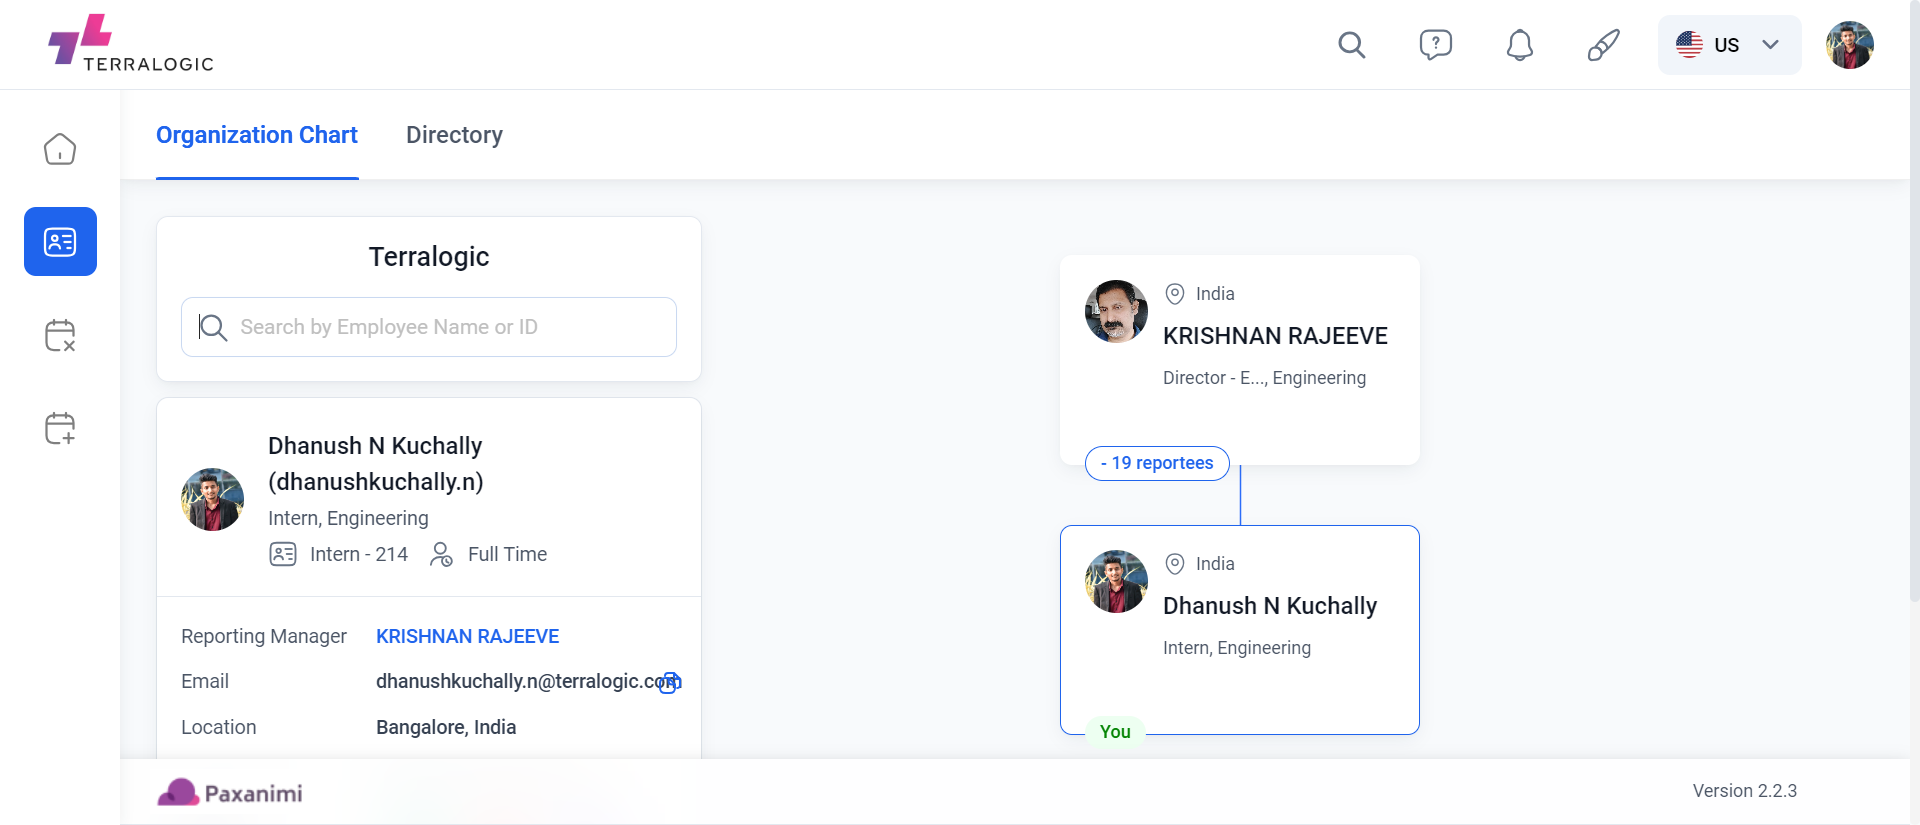 TERRALOGIC
US
Organization Chart
Directory
Terralogic
Search by Employee Name or ID
Dhanush N Kuchally
(dhanushkuchally.n)
Intern, Engineering
Intern - 214
Full Time
Reporting Manager
KRISHNAN RAJEEVE
Email
dhanushkuchally.n@terralogic.com
Location
Bangalore, India
India
KRISHNAN RAJEEVE
Director - E..., Engineering
- 19 reportees
India
Dhanush N Kuchally
Intern, Engineering
You
Paxanimi
Version 2.2.3